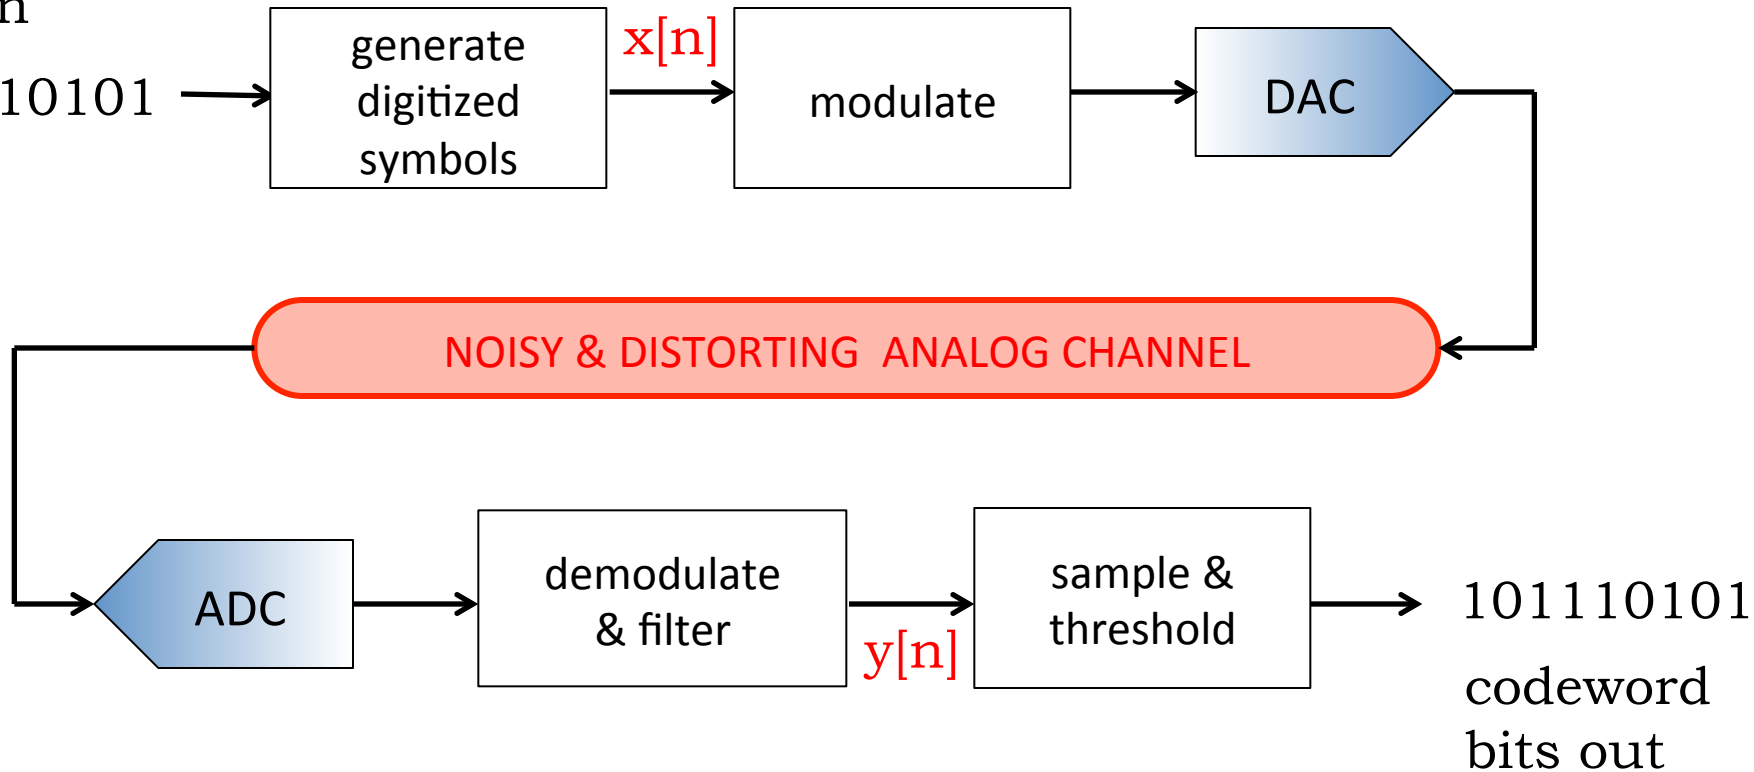 n
10101
generate
digitized
symbols
x[n]
modulate
DAC
NOISY & DISTORTING ANALOG CHANNEL
ADC
demodulate
& filter
y[n]
sample &
threshold
101110101
codeword
bits out